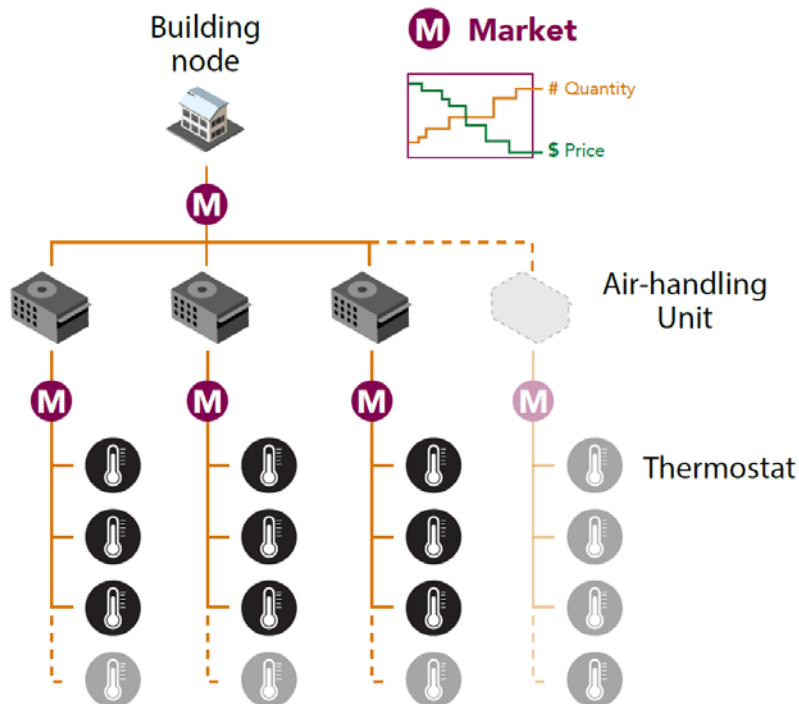 Building
node
M Market
# Quantity
$ Price
M
Air-handling
Unit
M M M M
Thermostat